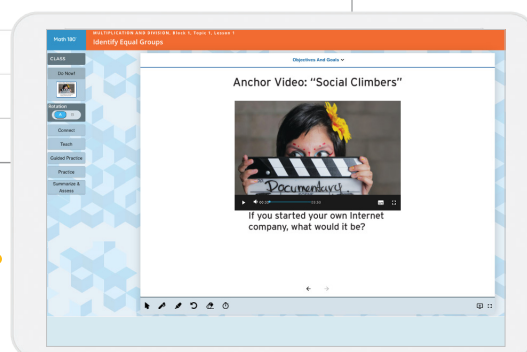 Math 180
MULTIPLICATION AND DIVISION, Block 1, Topic 1, Lesson 1
Identify Equal Groups
CLASS
Do Now!
Rotation
Connect
Teach
Guided Practice
Practice
Summarize &
Assess
Objectives And Goals
Anchor Video: “Social Climbers”
Documentary
If you started your own Internet
company, what would it be?